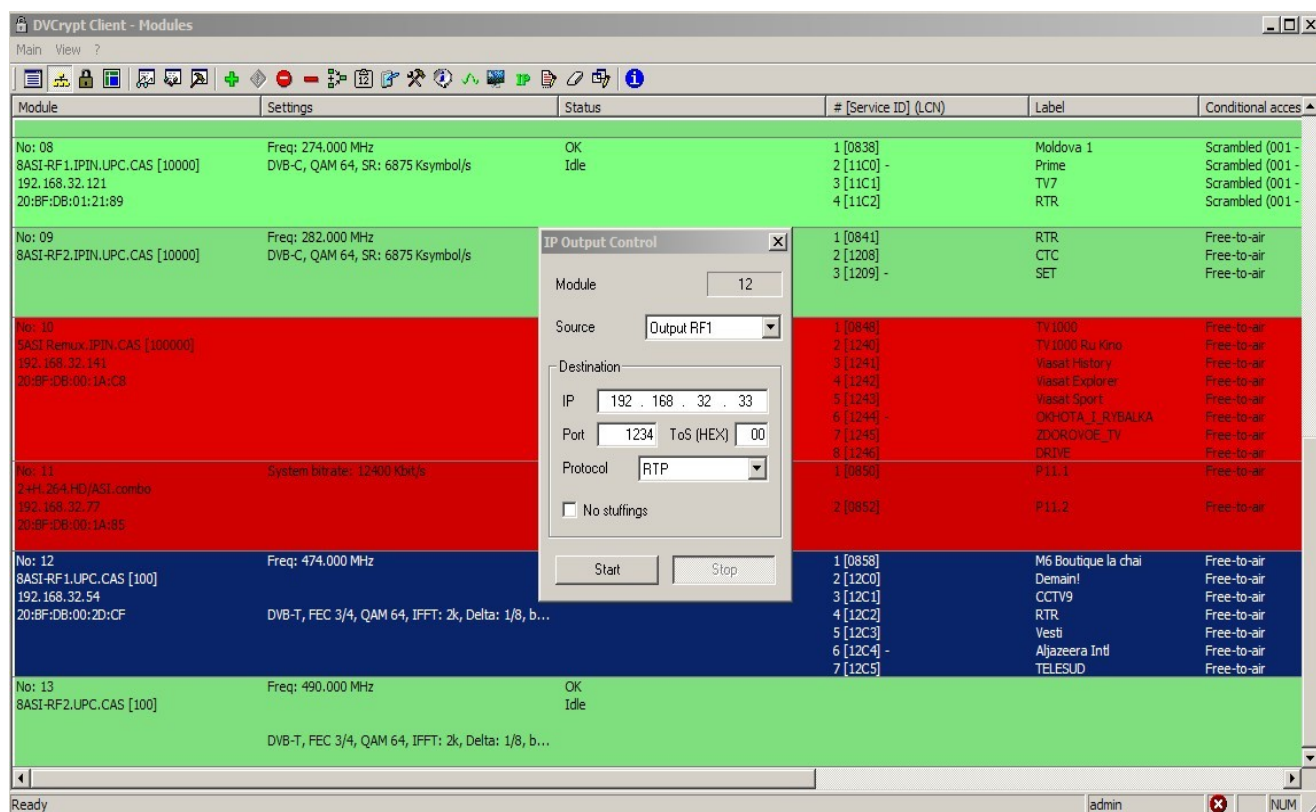 DVCrypt Client - Modules
Main View ?
Module Settings Status # [Service ID] (LCN) Label Conditional acces
No: 08 Freq: 274.000 MHz OK 1 [0838] Moldova 1 Scrambled (001 -
8ASI-RF1.IPIN.UPC.CAS [10000] DVB-C, QAM 64, SR: 6875 Ksymbol/s Idle 2 [11C0] - Prime Scrambled (001 -
192.168.32.121 3 [11C1] TV7 Scrambled (001 -
20:BF:DB:01:21:89 4 [11C2] RTR Scrambled (001 -
No: 09 Freq: 282.000 MHz 1 [0841] RTR Free-to-air
8ASI-RF2.IPIN.UPC.CAS [10000] DVB-C, QAM 64, SR: 6875 Ksymbol/s 2 [1208] CTC Free-to-air
3 [1209] - SET Free-to-air
No: 10 1 [0848] TV1000 Free-to-air
5ASI Remux.IPIN.CAS [100000] 2 [1240] TV1000 Ru Kino Free-to-air
192.168.32.141 3 [1241] Viasat History Free-to-air
20:BF:DB:00:1A:C8 4 [1242] Viasat Explorer Free-to-air
5 [1243] Viasat Sport Free-to-air
6 [1244] - OKHOTA_I_RYBALKA Free-to-air
7 [1245] ZDOROVOE_TV Free-to-air
8 [1246] DRIVE Free-to-air
No: 11 System bitrate: 12400 Kbit/s 1 [0850] P11.1 Free-to-air
2+H.264.HD/ASI.combo
192.168.32.77 2 [0852] P11.2 Free-to-air
20:BF:DB:00:1A:85
No: 12 Freq: 474.000 MHz 1 [0858] M6 Boutique la chai Free-to-air
8ASI-RF1.UPC.CAS [100] 2 [12C0] Demain! Free-to-air
192.168.32.54 3 [12C1] CCTV9 Free-to-air
20:BF:DB:00:2D:CF DVB-T, FEC 3/4, QAM 64, IFFT: 2k, Delta: 1/8, b... 4 [12C2] RTR Free-to-air
5 [12C3] Vesti Free-to-air
6 [12C4] - Aljazeera Intl Free-to-air
7 [12C5] TELESUD Free-to-air
No: 13 Freq: 490.000 MHz OK
8ASI-RF2.UPC.CAS [100] Idle
DVB-T, FEC 3/4, QAM 64, IFFT: 2k, Delta: 1/8, b...
IP Output Control
Module 12
Source Output RF1
Destination
IP 192 . 168 . 32 . 33
Port 1234 ToS (HEX) 00
Protocol RTP
No stuffings
Start Stop
Ready admin NUM
IP